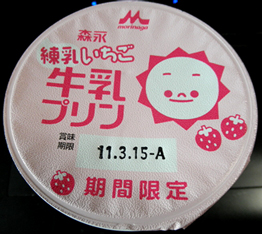 morinaga
森永
練乳いちご
牛乳
プリン
賞味
期限
11.3.15-A
期間限定